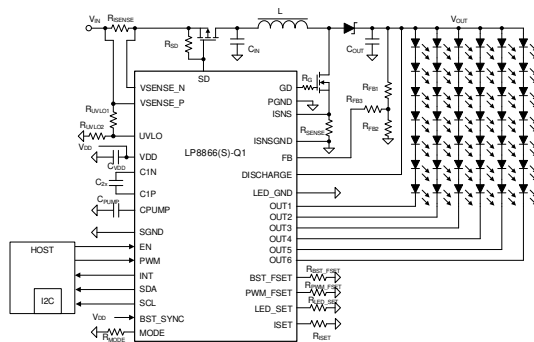 VIN
RISENSE
L
VOUT
RSD
CIN
COUT
SD
VSENSE_N
VSENSE_P
RUVLO1
RUVLO2
UVLO
VDD
VDD
CVDD
C1N
C2x
C1P
CPUMP
CPUMP
SGND
HOST
EN
PWM
INT
SDA
I2C
SCL
VDD
BST_SYNC
RMODE
MODE
LP8866(S)-Q1
GD
RG
PGND
ISNS
RSENSE
ISNSGND
FB
RFB1
RFB3
RFB2
DISCHARGE
LED_GND
OUT1
OUT2
OUT3
OUT4
OUT5
OUT6
BST_FSET
RBST_FSET
PWM_FSET
RPWM_FSET
LED_SET
RLED_SET
ISET
RISET